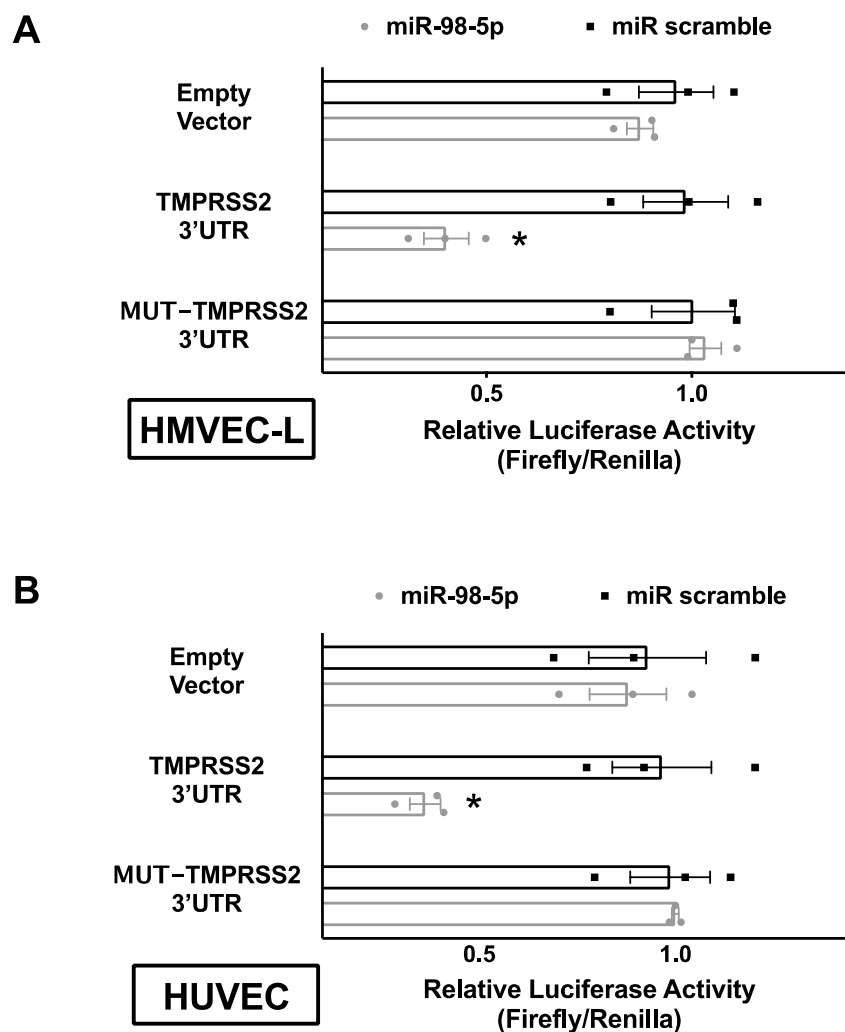 A
miR-98-5p
miR scramble
Empty
Vector
TMPRSS2
3'UTR
*
MUT–TMPRSS2
3'UTR
0.5
1.0
HMVEC-L
Relative Luciferase Activity
(Firefly/Renilla)
B
miR-98-5p
miR scramble
Empty
Vector
TMPRSS2
3'UTR
*
MUT–TMPRSS2
3'UTR
0.5
1.0
HUVEC
Relative Luciferase Activity
(Firefly/Renilla)